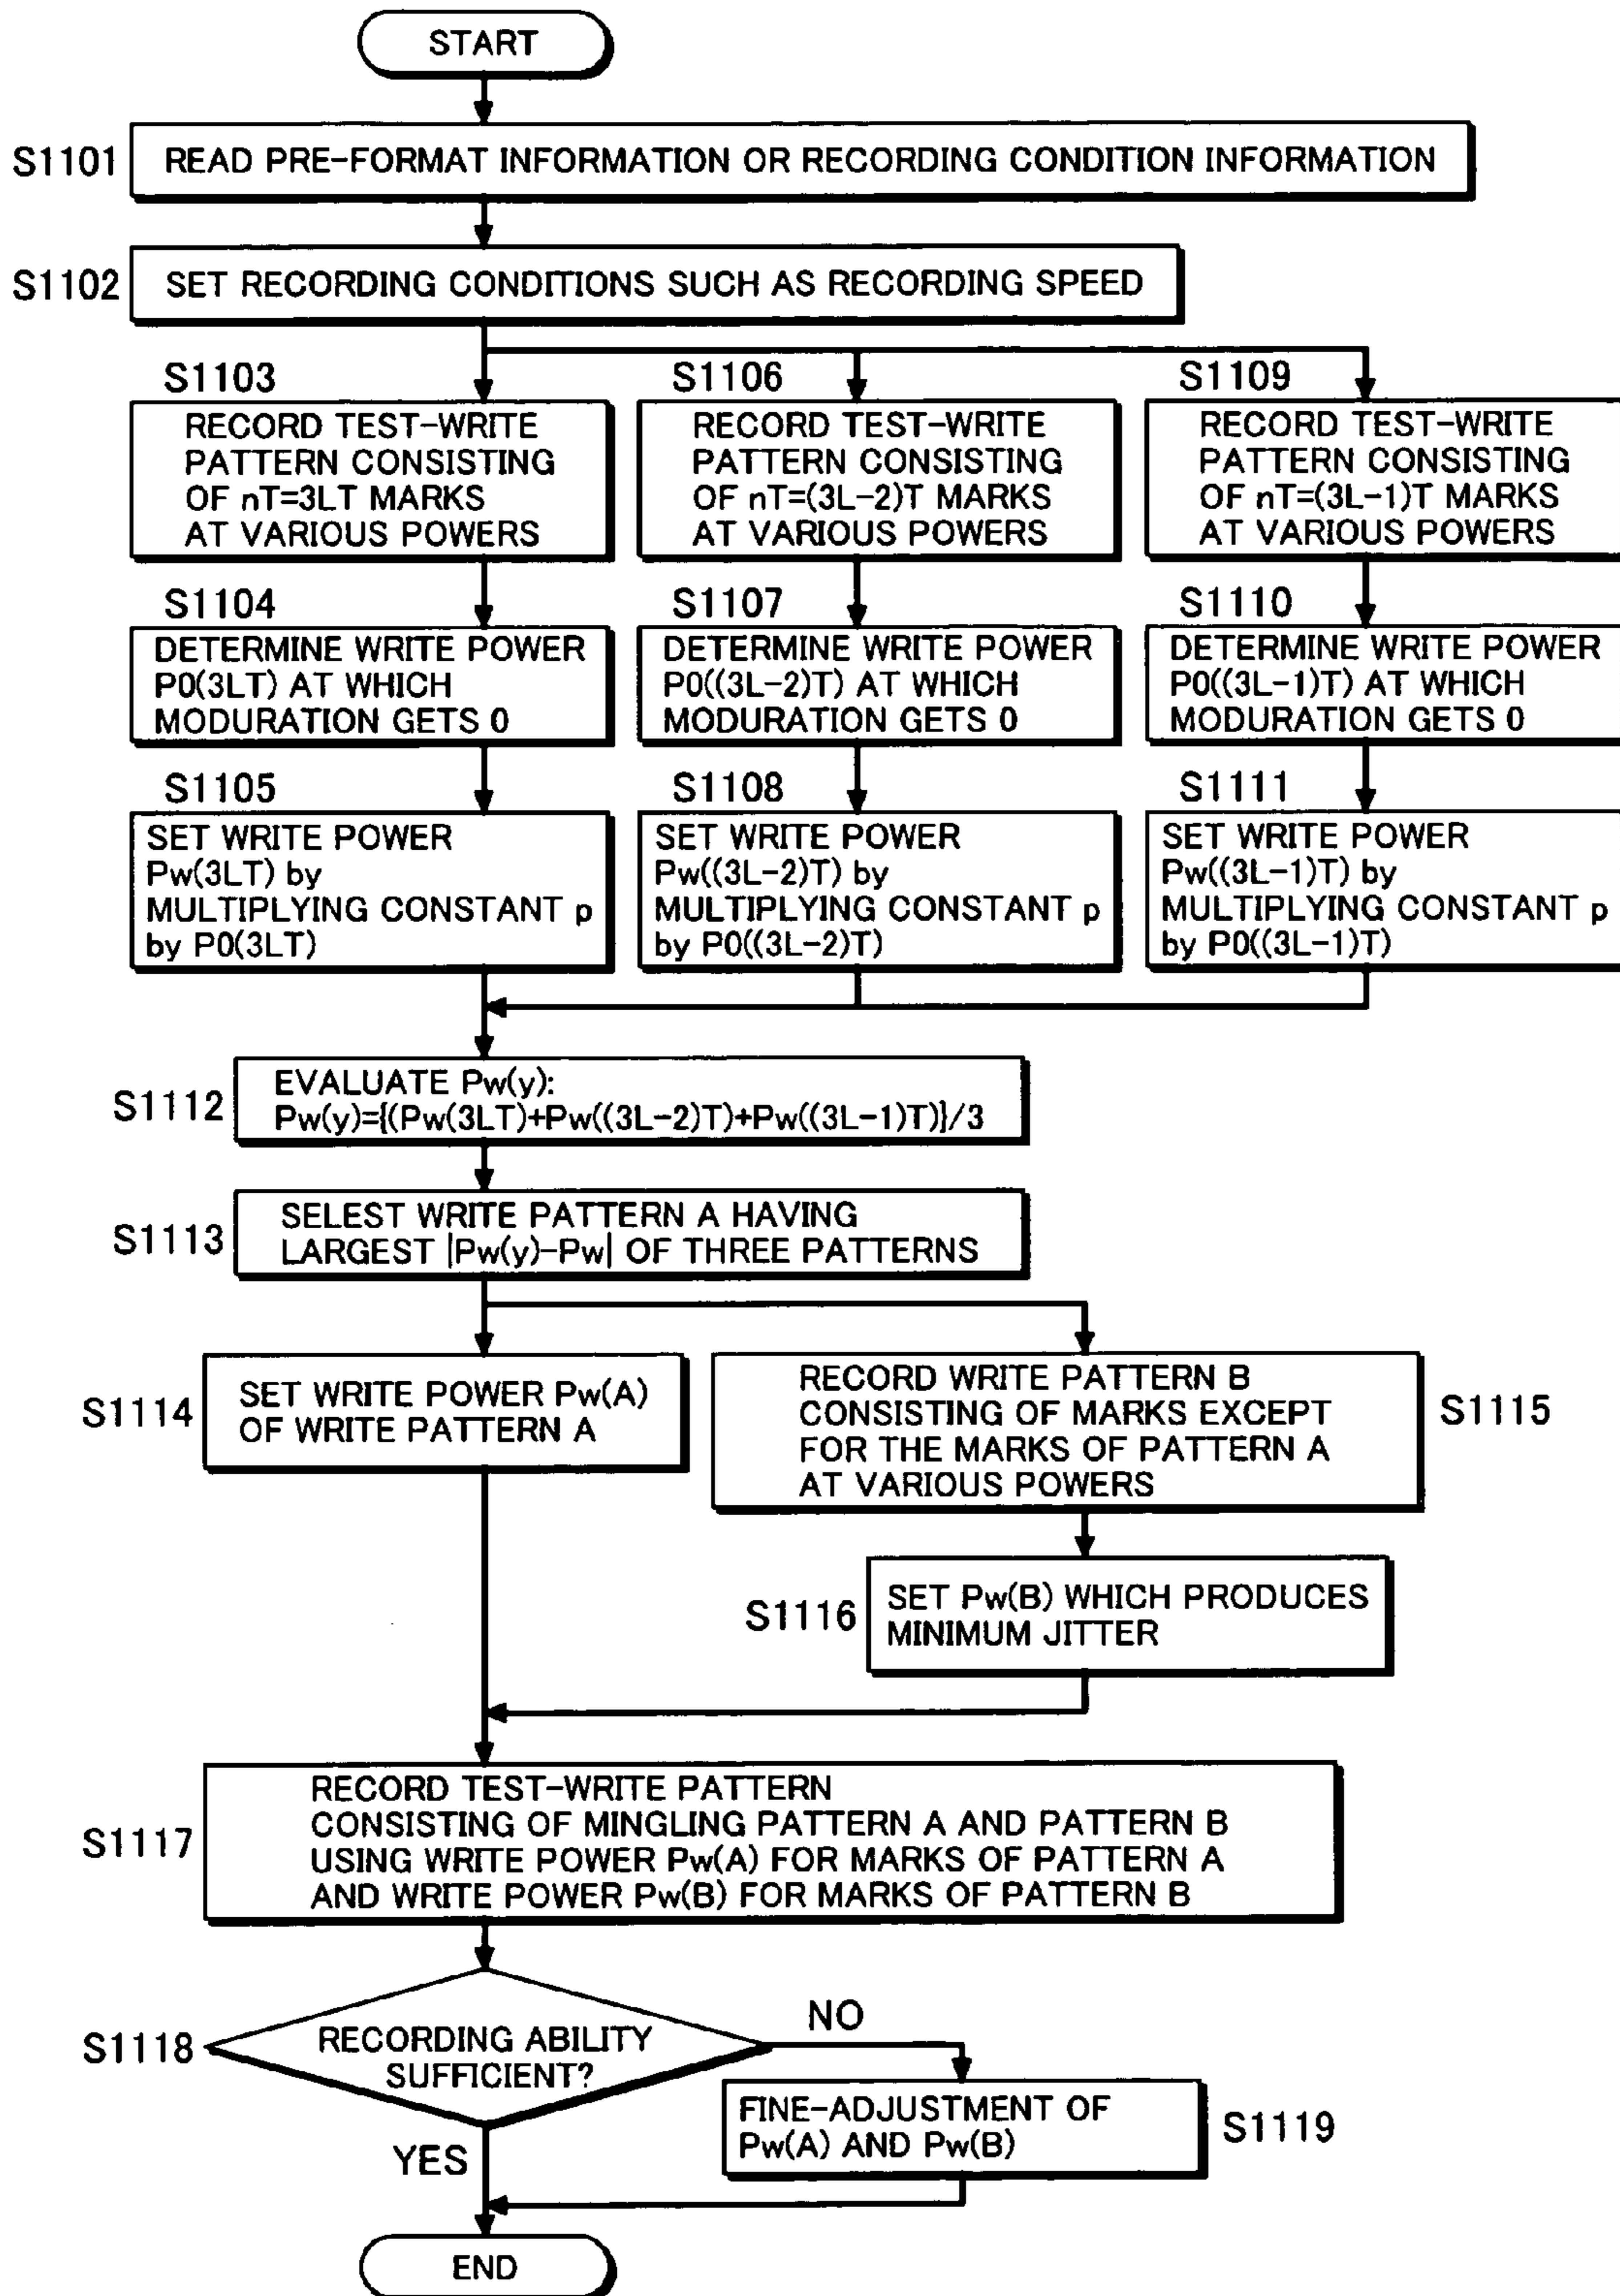 START
S1101
READ PRE-FORMAT INFORMATION OR RECORDING CONDITION INFORMATION
S1102
SET RECORDING CONDITIONS SUCH AS RECORDING SPEED
S1103
RECORD TEST-WRITE
PATTERN CONSISTING
OF nT=3LT MARKS
AT VARIOUS POWERS
S1104
DETERMINE WRITE POWER
P0(3LT) AT WHICH
MODURATION GETS 0
S1105
SET WRITE POWER
Pw(3LT) by
MULTIPLYING CONSTANT p
by P0(3LT)
S1106
RECORD TEST-WRITE
PATTERN CONSISTING
OF nT=(3L-2)T MARKS
AT VARIOUS POWERS
S1107
DETERMINE WRITE POWER
P0((3L-2)T) AT WHICH
MODURATION GETS 0
S1108
SET WRITE POWER
Pw((3L-2)T) by
MULTIPLYING CONSTANT p
by P0((3L-2)T)
S1109
RECORD TEST-WRITE
PATTERN CONSISTING
OF nT=(3L-1)T MARKS
AT VARIOUS POWERS
S1110
DETERMINE WRITE POWER
P0((3L-1)T) AT WHICH
MODURATION GETS 0
S1111
SET WRITE POWER
Pw((3L-1)T) by
MULTIPLYING CONSTANT p
by P0((3L-1)T)
S1112
EVALUATE Pw(y):
Pw(y)={(Pw(3LT)+Pw((3L-2)T)+Pw((3L-1)T)}/3
S1113
SELEST WRITE PATTERN A HAVING
LARGEST |Pw(y)-Pw| OF THREE PATTERNS
S1114
SET WRITE POWER Pw(A)
OF WRITE PATTERN A
RECORD WRITE PATTERN B
CONSISTING OF MARKS EXCEPT
FOR THE MARKS OF PATTERN A
AT VARIOUS POWERS
S1115
S1116
SET Pw(B) WHICH PRODUCES
MINIMUM JITTER
S1117
RECORD TEST-WRITE PATTERN
CONSISTING OF MINGLING PATTERN A AND PATTERN B
USING WRITE POWER Pw(A) FOR MARKS OF PATTERN A
AND WRITE POWER Pw(B) FOR MARKS OF PATTERN B
S1118
RECORDING ABILITY
SUFFICIENT?
NO
FINE-ADJUSTMENT OF
Pw(A) AND Pw(B)
S1119
YES
END